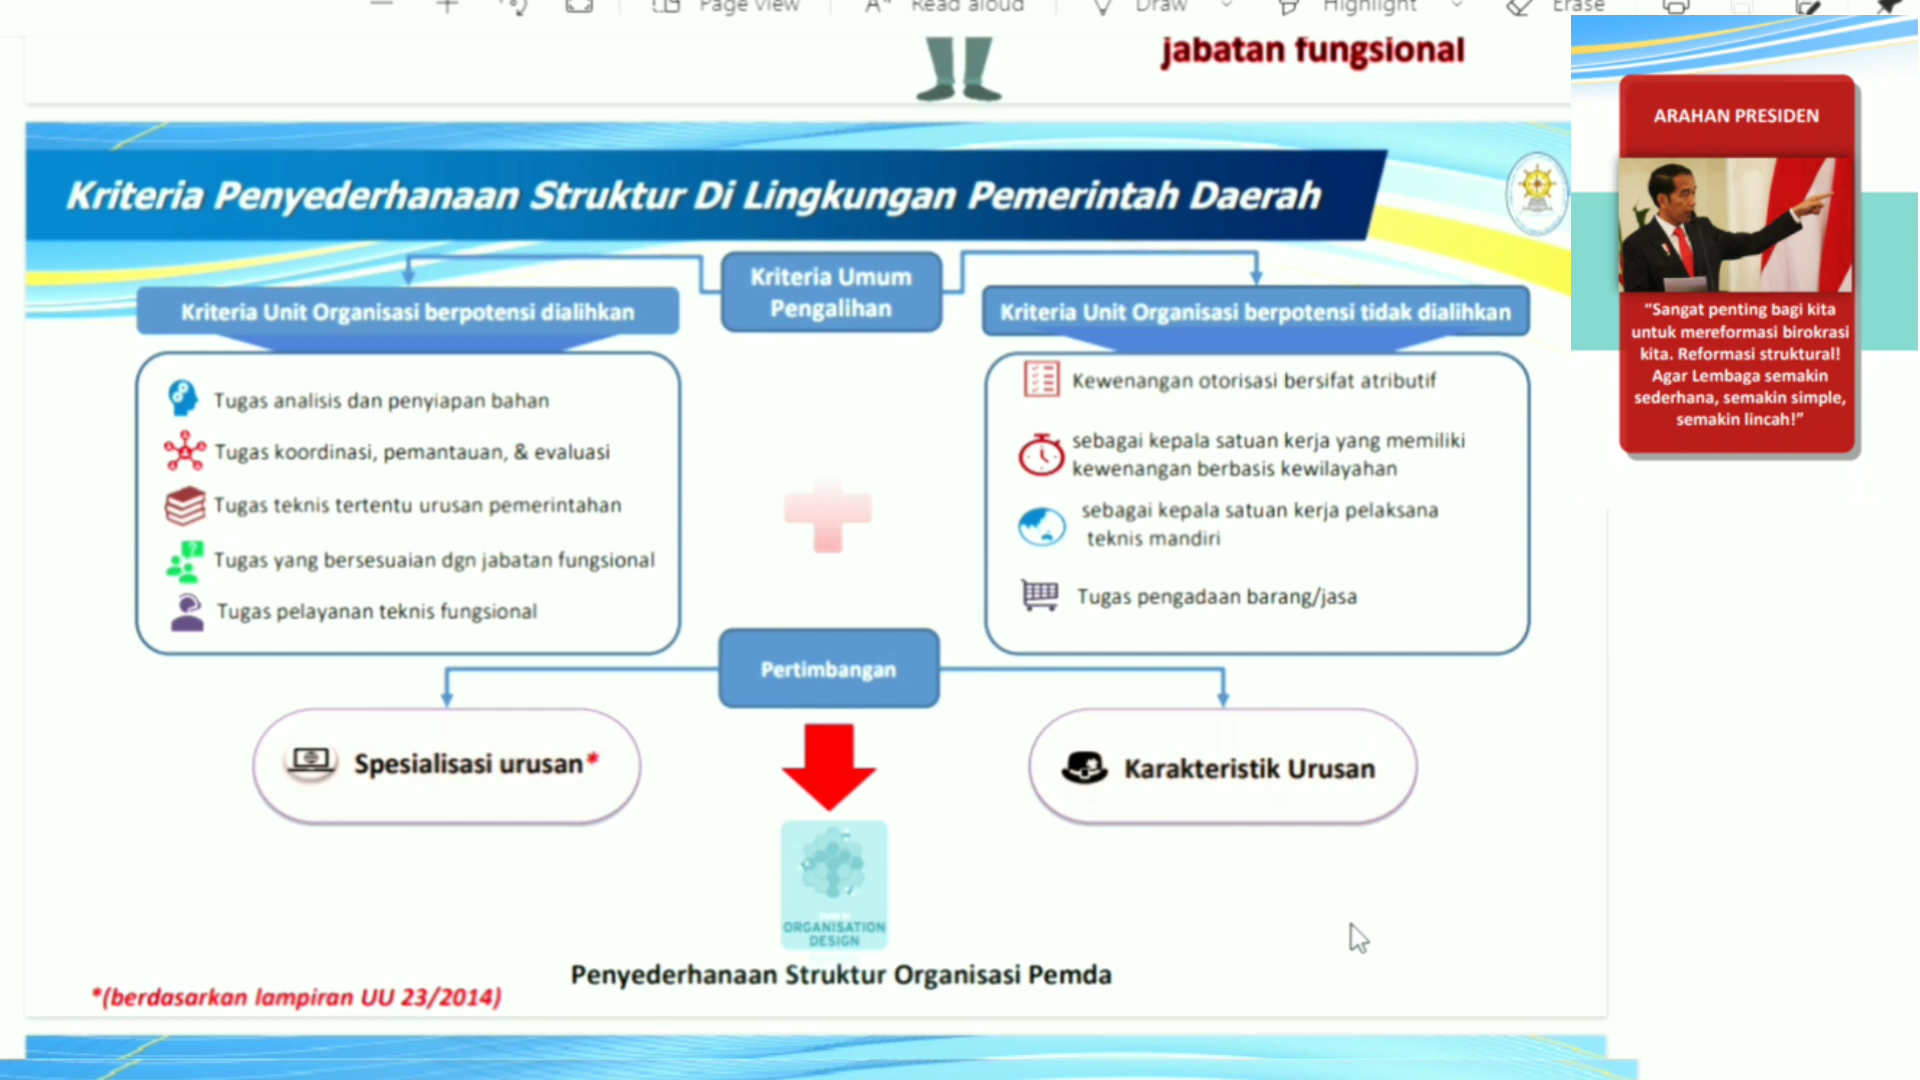 Page view
Read aloud
Draw
Highlight
Erase
jabatan fungsional
Kriteria Penyederhanaan Struktur Di Lingkungan Pemerintah Daerah
Kriteria Umum
Pengalihan
Kriteria Unit Organisasi berpotensi dialihkan
Tugas analisis dan penyiapan bahan
Tugas koordinasi, pemantauan, & evaluasi
Tugas teknis tertentu urusan pemerintahan
Tugas yang bersesuaian dgn jabatan fungsional
Tugas pelayanan teknis fungsional
Kriteria Unit Organisasi berpotensi tidak dialihkan
Kewenangan otorisasi bersifat atributif
sebagai kepala satuan kerja yang memiliki
kewenangan berbasis kewilayahan
sebagai kepala satuan kerja pelaksana
teknis mandiri
Tugas pengadaan barang/jasa
Pertimbangan
Spesialisasi urusan*
Karakteristik Urusan
ORGANISATION
DESIGN
Penyederhanaan Struktur Organisasi Pemda
*(berdasarkan lampiran UU 23/2014)
ARAHAN PRESIDEN
“Sangat penting bagi kita
untuk mereformasi birokrasi
kita. Reformasi struktural!
Agar Lembaga semakin
sederhana, semakin simple,
semakin lincah!”